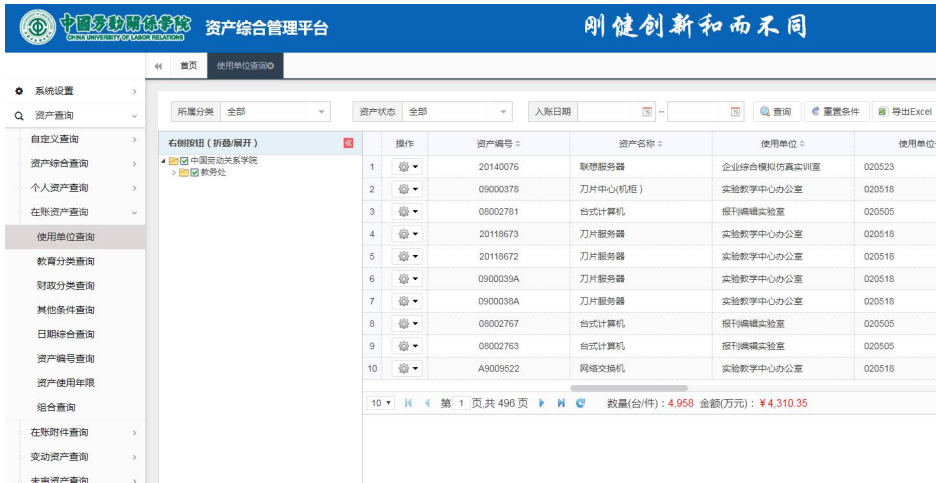 中國劳動關係学院 资产综合管理平台 刚健创新和而不同
CHINA UNIVERSITY OF LABOR RELATIONS
首页 使用单位查询
系统设置
资产查询
自定义查询
资产综合查询
个人资产查询
在账资产查询
使用单位查询
教育分类查询
财政分类查询
其他条件查询
日期综合查询
资产编号查询
资产使用年限
组合查询
在账附件查询
变动资产查询
未审资产查询
所属分类 全部 资产状态 全部 入账日期 – 查询 重置条件 导出Excel
右侧按钮(折叠/展开)
中国劳动关系学院
教务处
操作 资产编号 资产名称 使用单位 使用单位
1 20140076 联想服务器 企业综合模拟仿真实训室 020523
2 09000378 刀片中心(机柜) 实验教学中心办公室 020518
3 08002781 台式计算机 报刊编辑实验室 020505
4 20118673 刀片服务器 实验教学中心办公室 020518
5 20118672 刀片服务器 实验教学中心办公室 020518
6 0900039A 刀片服务器 实验教学中心办公室 020518
7 0900038A 刀片服务器 实验教学中心办公室 020518
8 08002767 台式计算机 报刊编辑实验室 020505
9 08002763 台式计算机 报刊编辑实验室 020505
10 A9009522 网络交换机 实验教学中心办公室 020518
10 第 1 页,共 496 页 数量(台/件):4,958 金额(万元):¥4,310.35